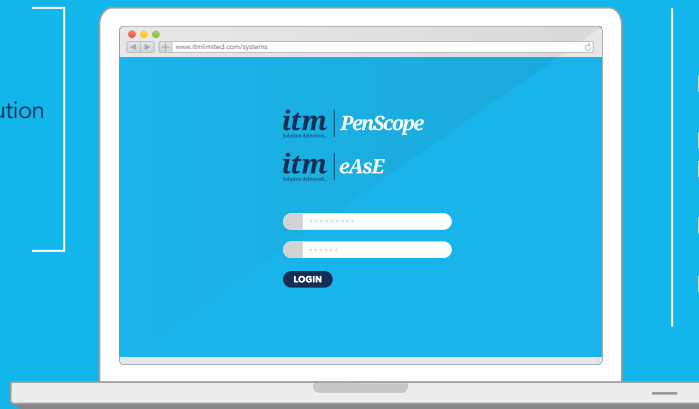 www.itmlimited.com/systems
ution
itm PenScope
Solution delivered...
itm eAsE
Solution delivered...
*********
******
LOGIN